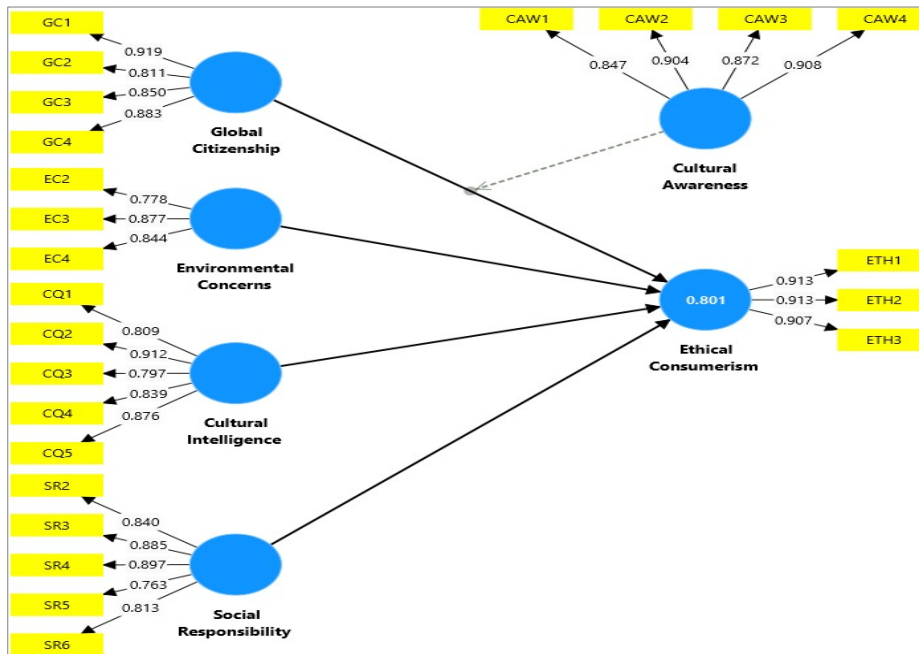 GC1
GC2
GC3
GC4
0.919
0.811
0.850
0.883
Global
Citizenship
CAW1
CAW2
CAW3
CAW4
0.847
0.904
0.872
0.908
Cultural
Awareness
EC2
EC3
EC4
0.778
0.877
0.844
Environmental
Concerns
CQ1
CQ2
CQ3
CQ4
CQ5
0.809
0.912
0.797
0.839
0.876
Cultural
Intelligence
0.801
Ethical
Consumerism
ETH1
ETH2
ETH3
0.913
0.913
0.907
SR2
SR3
SR4
SR5
SR6
0.840
0.885
0.897
0.763
0.813
Social
Responsibility